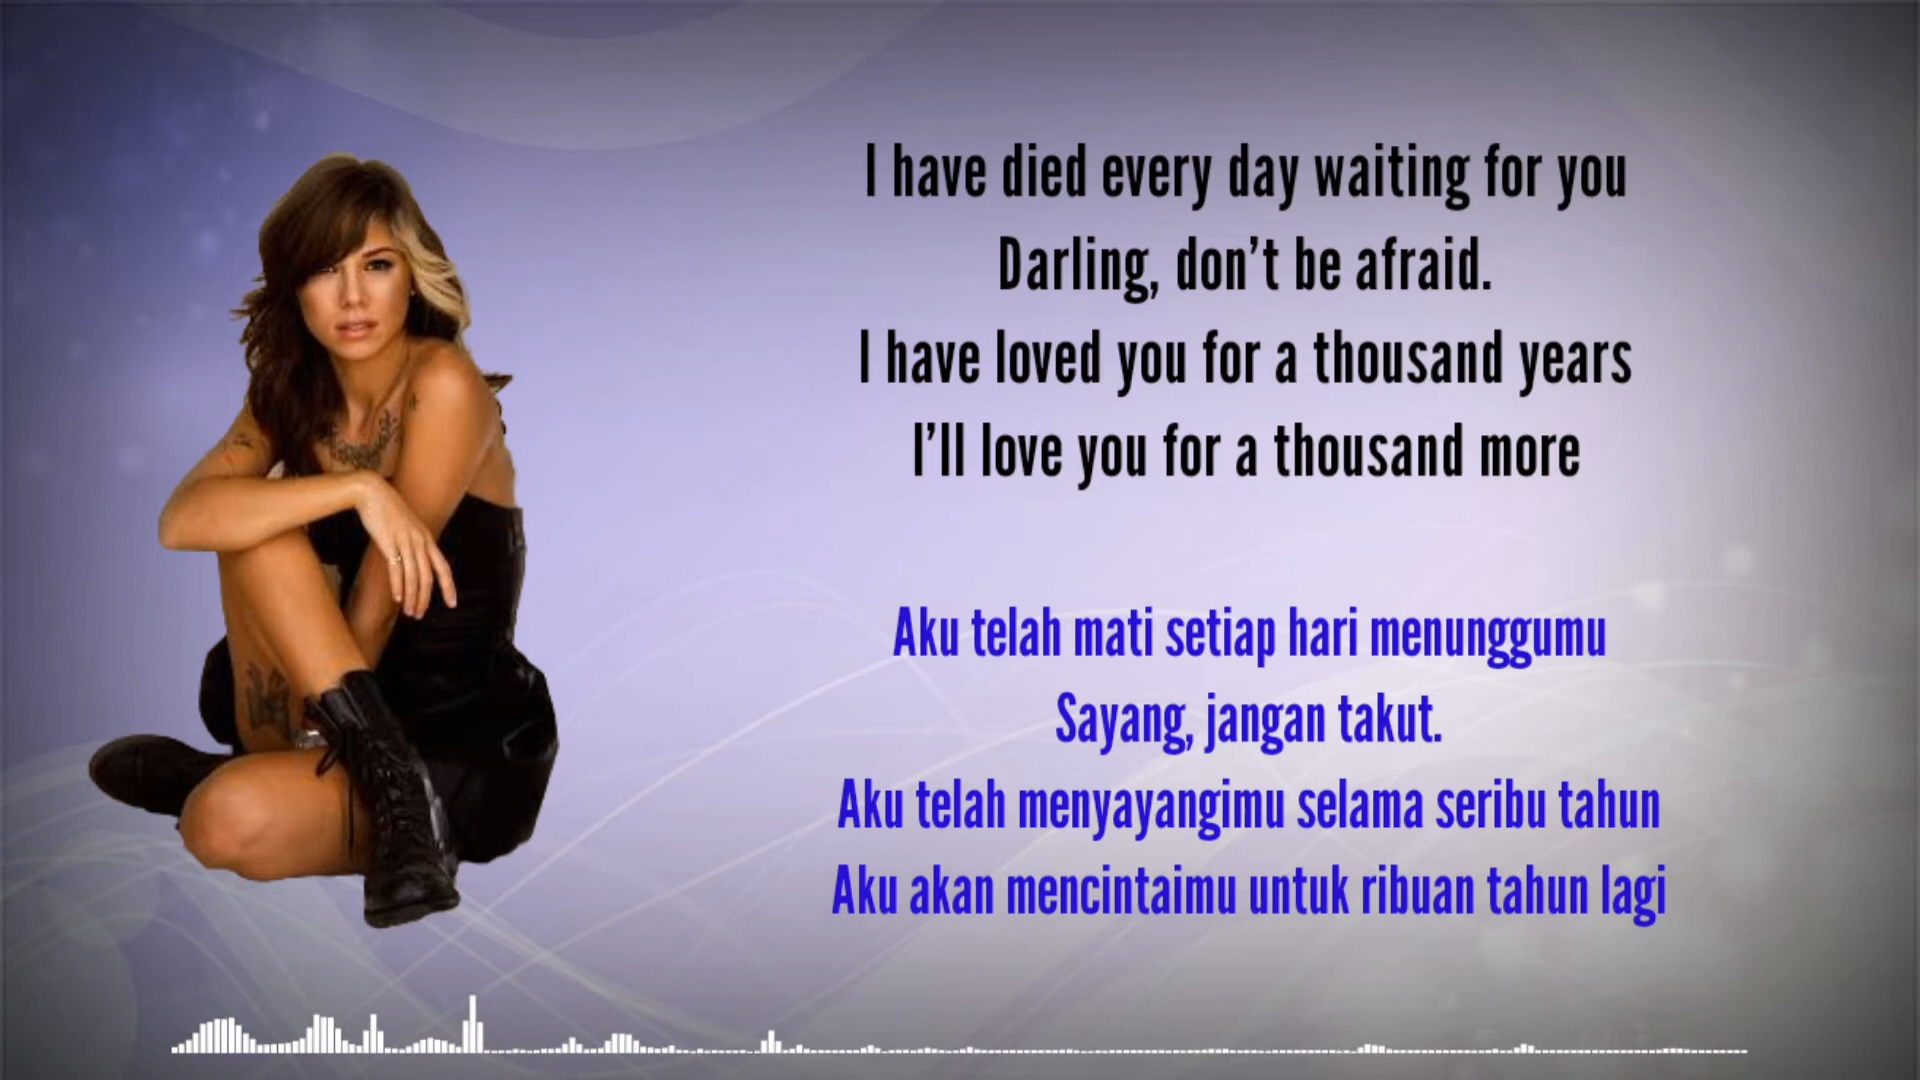 I have died every day waiting for you
Darling, don’t be afraid.
I have loved you for a thousand years
I’ll love you for a thousand more
Aku telah mati setiap hari menunggumu
Sayang, jangan takut.
Aku telah menyayangimu selama seribu tahun
Aku akan mencintaimu untuk ribuan tahun lagi